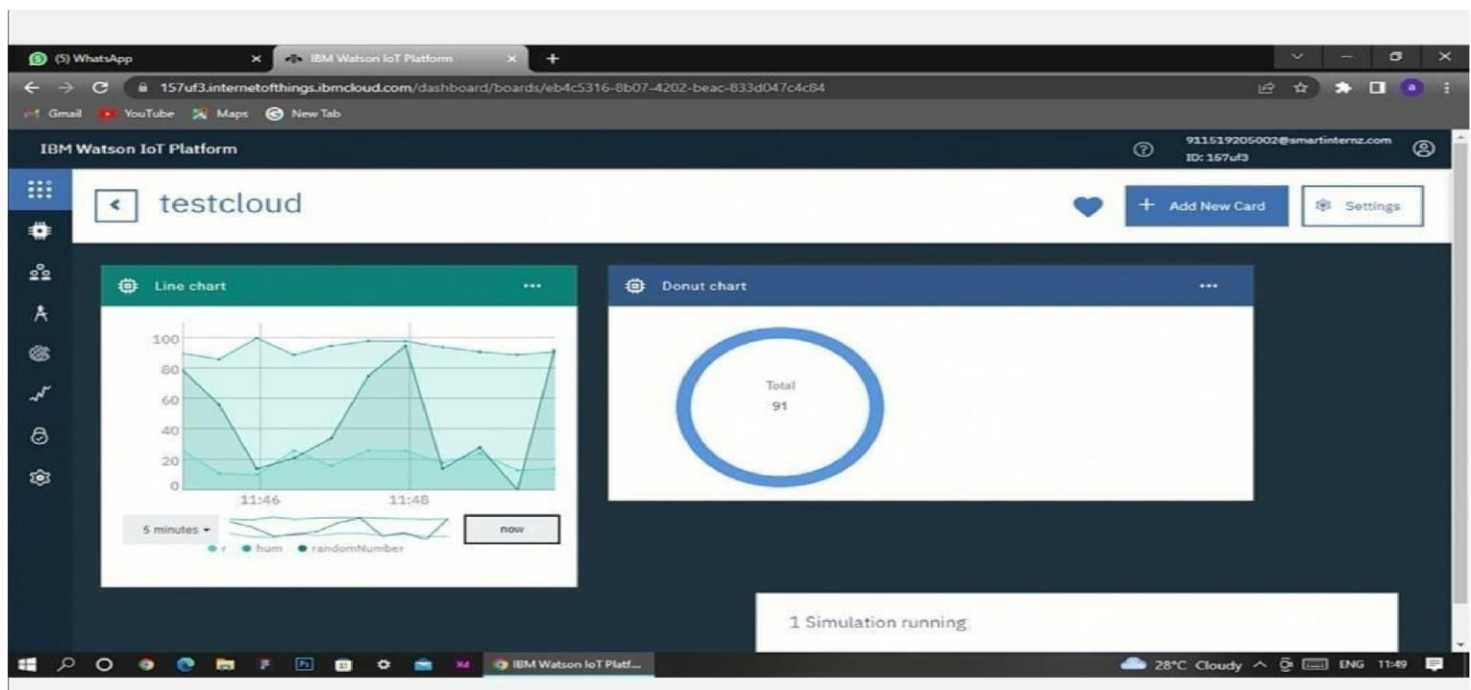 (5) WhatsApp
IBM Watson IoT Platform
157uf3.internetofthings.ibmcloud.com/dashboard/boards/eb4c5316-8b07-4202-beac-833d047c4c84
Gmail YouTube Maps New Tab
IBM Watson IoT Platform
911519205002@smartinternz.com
ID: 157uf3
testcloud
+ Add New Card
Settings
Line chart
Donut chart
100
80
60
40
20
0
11:46 11:48
5 minutes
now
r hum randomNumber
Total
91
1 Simulation running
IBM Watson IoT Platf...
28°C Cloudy
ENG 11:49